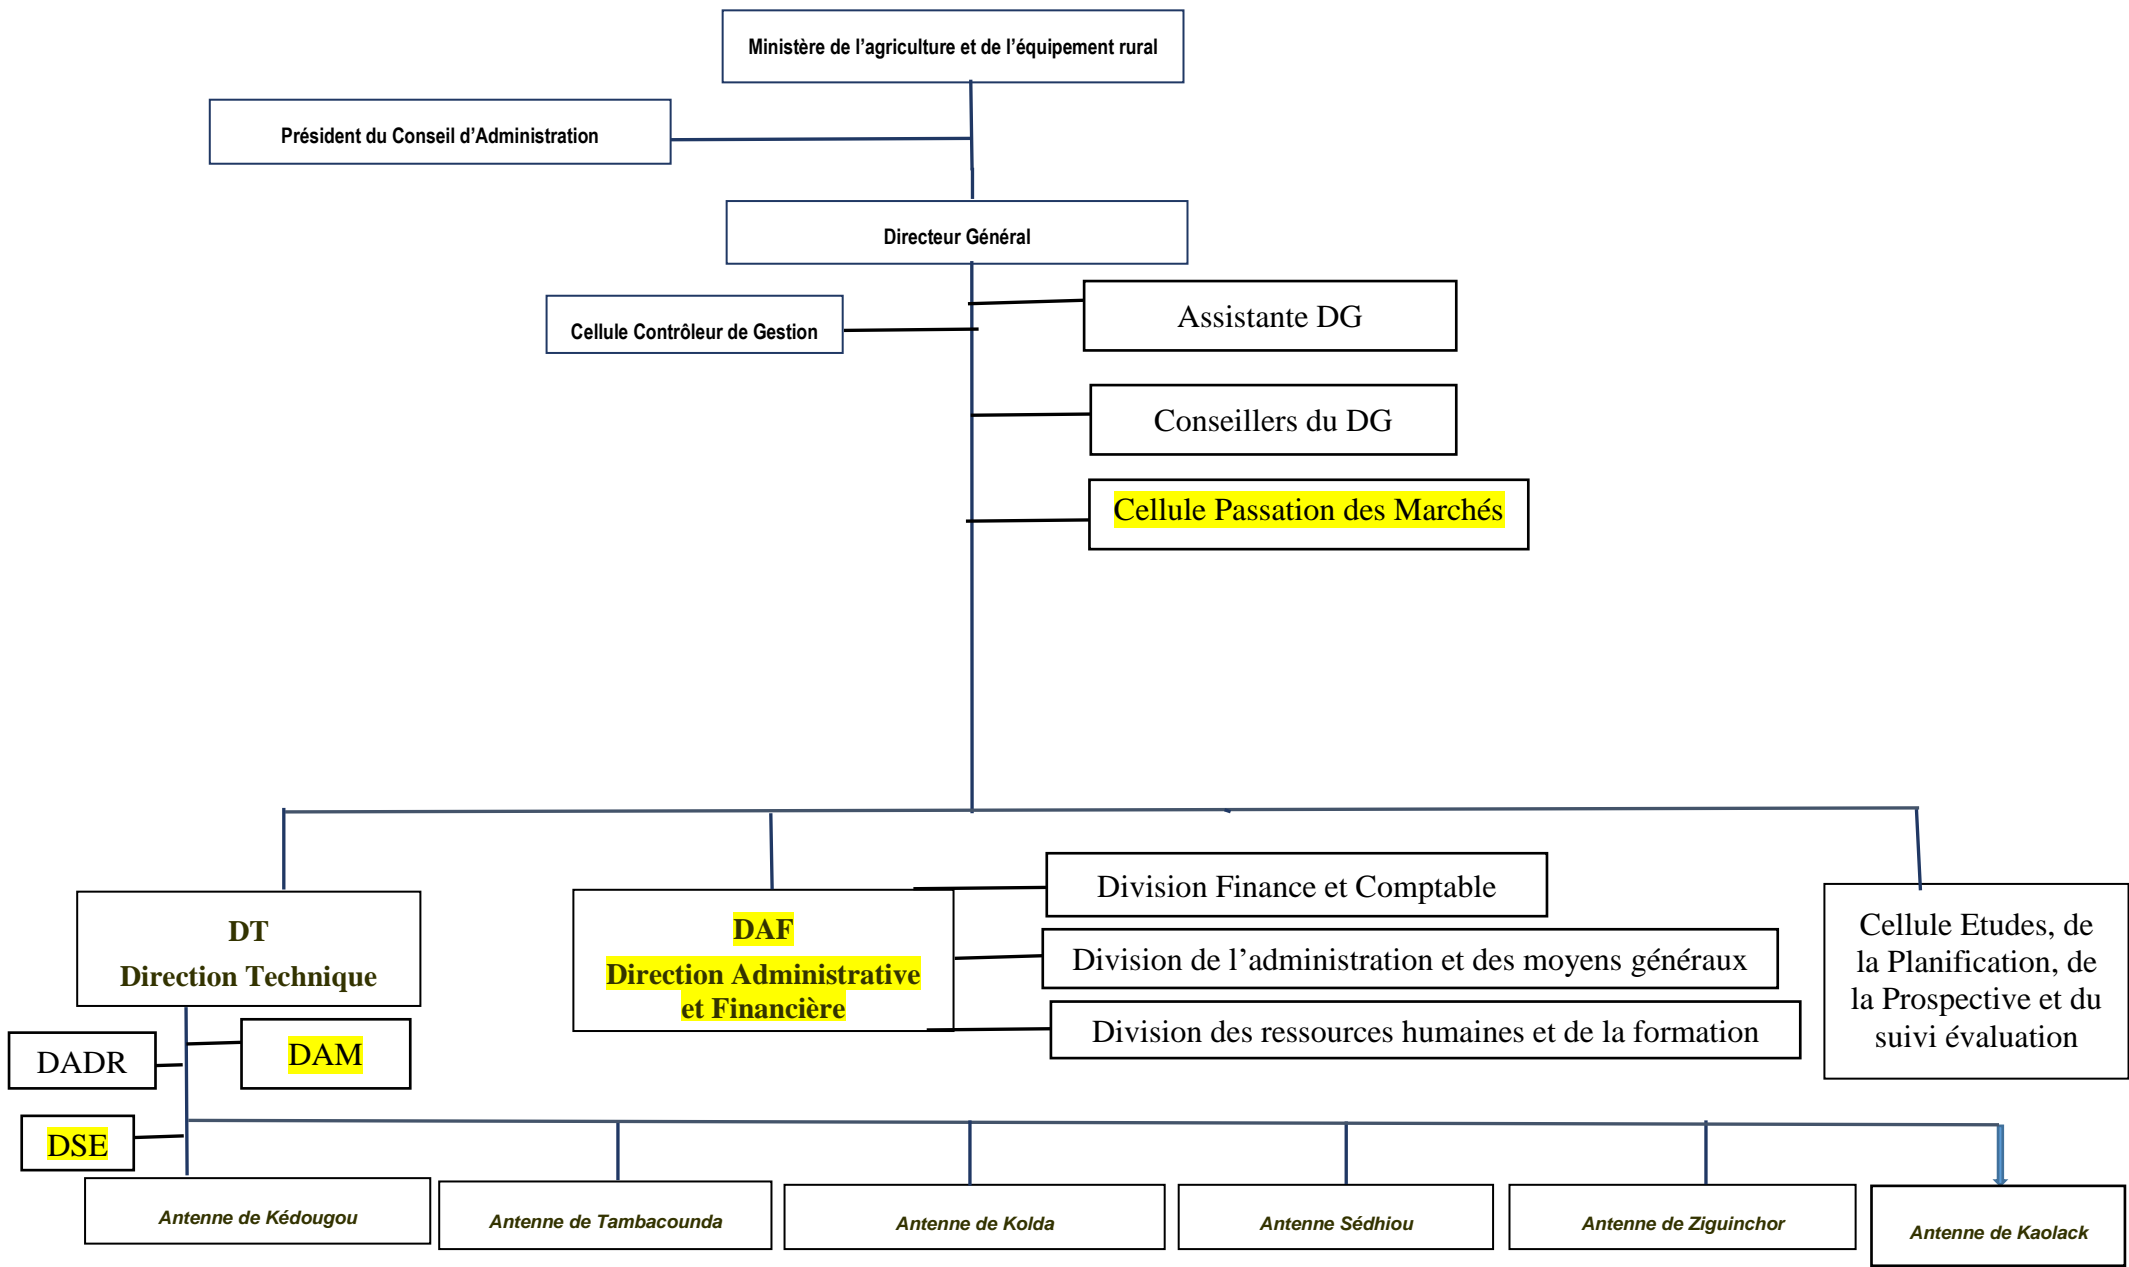 Ministère de l’agriculture et de l’équipement rural
Président du Conseil d’Administration
Directeur Général
Assistante DG
Cellule Contrôleur de Gestion
Conseillers du DG
Cellule Passation des Marchés
DT
Direction Technique
DAF
Direction Administrative
et Financière
Division Finance et Comptable
Division de l’administration et des moyens généraux
Division des ressources humaines et de la formation
Cellule Etudes, de
la Planification, de
la Prospective et du
suivi évaluation
DADR
DAM
DSE
Antenne de Kédougou
Antenne de Tambacounda
Antenne de Kolda
Antenne Sédhiou
Antenne de Ziguinchor
Antenne de Kaolack